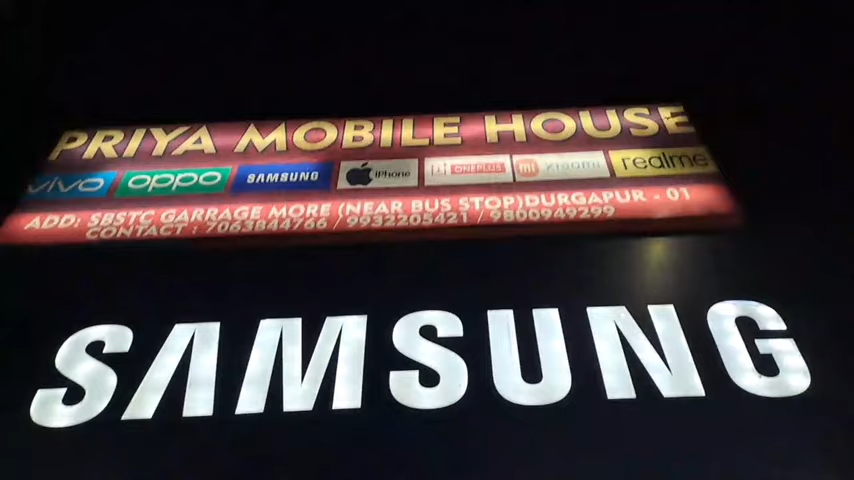 PRIYA MOBILE HOUSE
vivo oppo SAMSUNG iPhone ONEPLUS mi xiaomi realme
ADD: SBSTC GARRAGE MORE (NEAR BUS STOP)DURGAPUR - 01
CONTACT : 7063844766 / 9932205421 / 9800949299
SAMSUNG